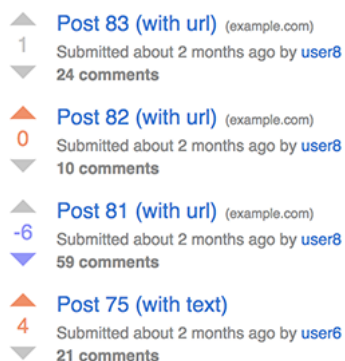 Post 83 (with url) (example.com)
1
Submitted about 2 months ago by user8
24 comments
Post 82 (with url) (example.com)
0
Submitted about 2 months ago by user8
10 comments
Post 81 (with url) (example.com)
-6
Submitted about 2 months ago by user8
59 comments
Post 75 (with text)
4
Submitted about 2 months ago by user6
21 comments